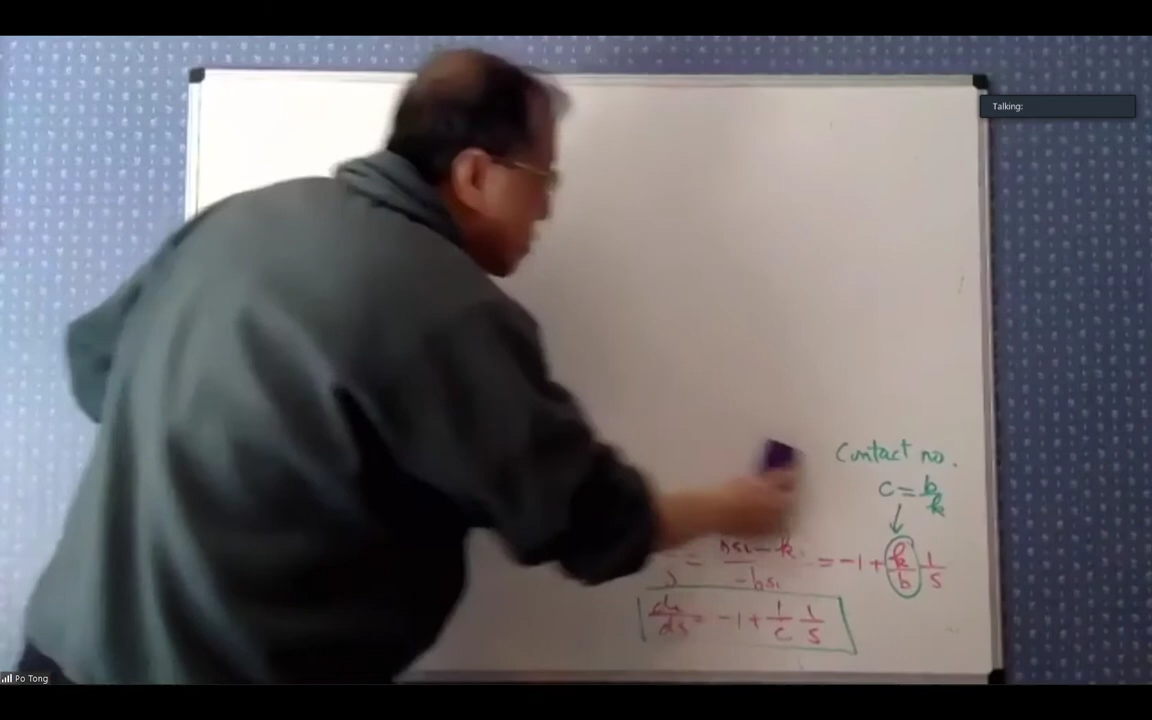 Talking:
Contact no.
c = b/k
= bsi - k / -bsi = -1 + k/b 1/s
di/ds = -1 + 1/c 1/s
Po Tong